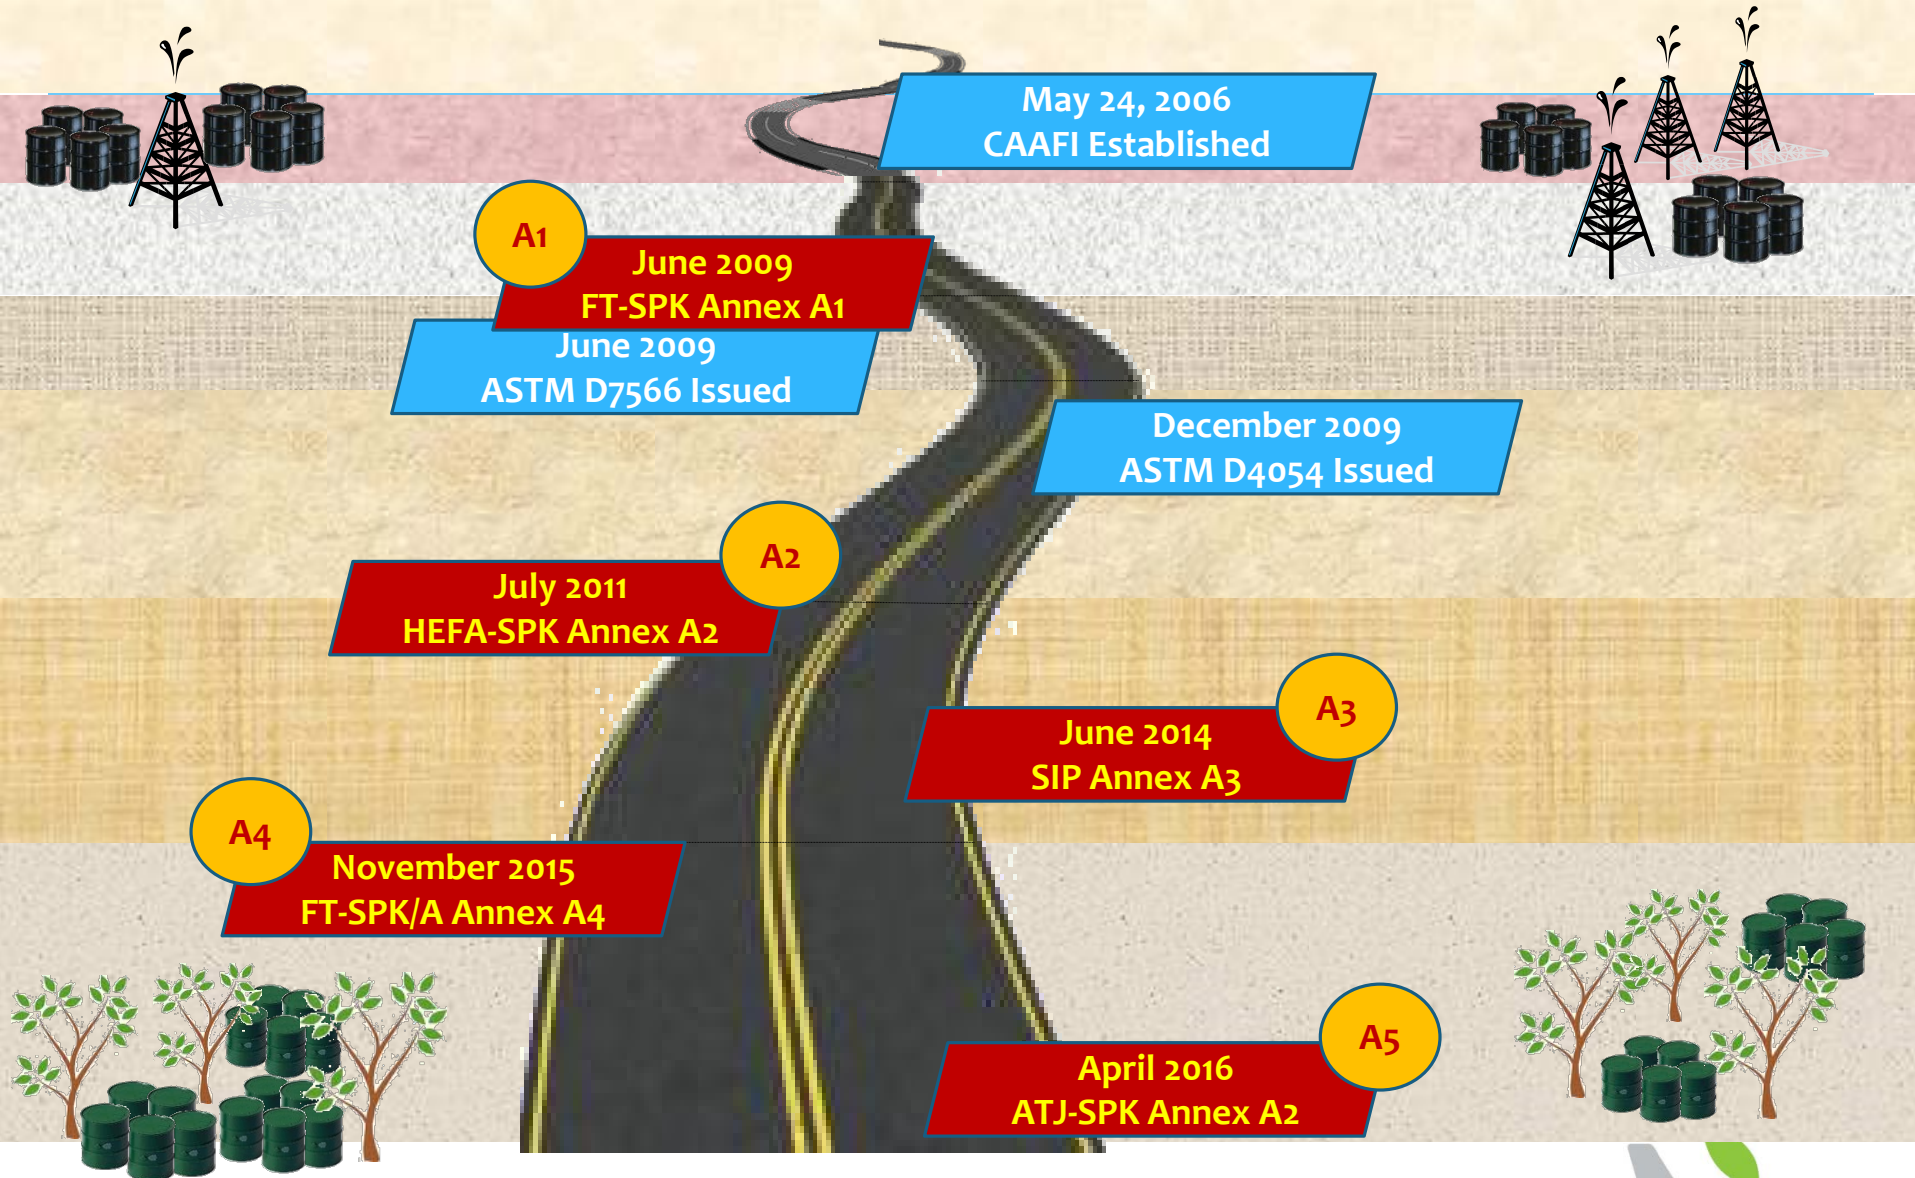 May 24, 2006
CAAFI Established
A1
June 2009
FT-SPK Annex A1
June 2009
ASTM D7566 Issued
December 2009
ASTM D4054 Issued
A2
July 2011
HEFA-SPK Annex A2
A3
June 2014
SIP Annex A3
A4
November 2015
FT-SPK/A Annex A4
A5
April 2016
ATJ-SPK Annex A2